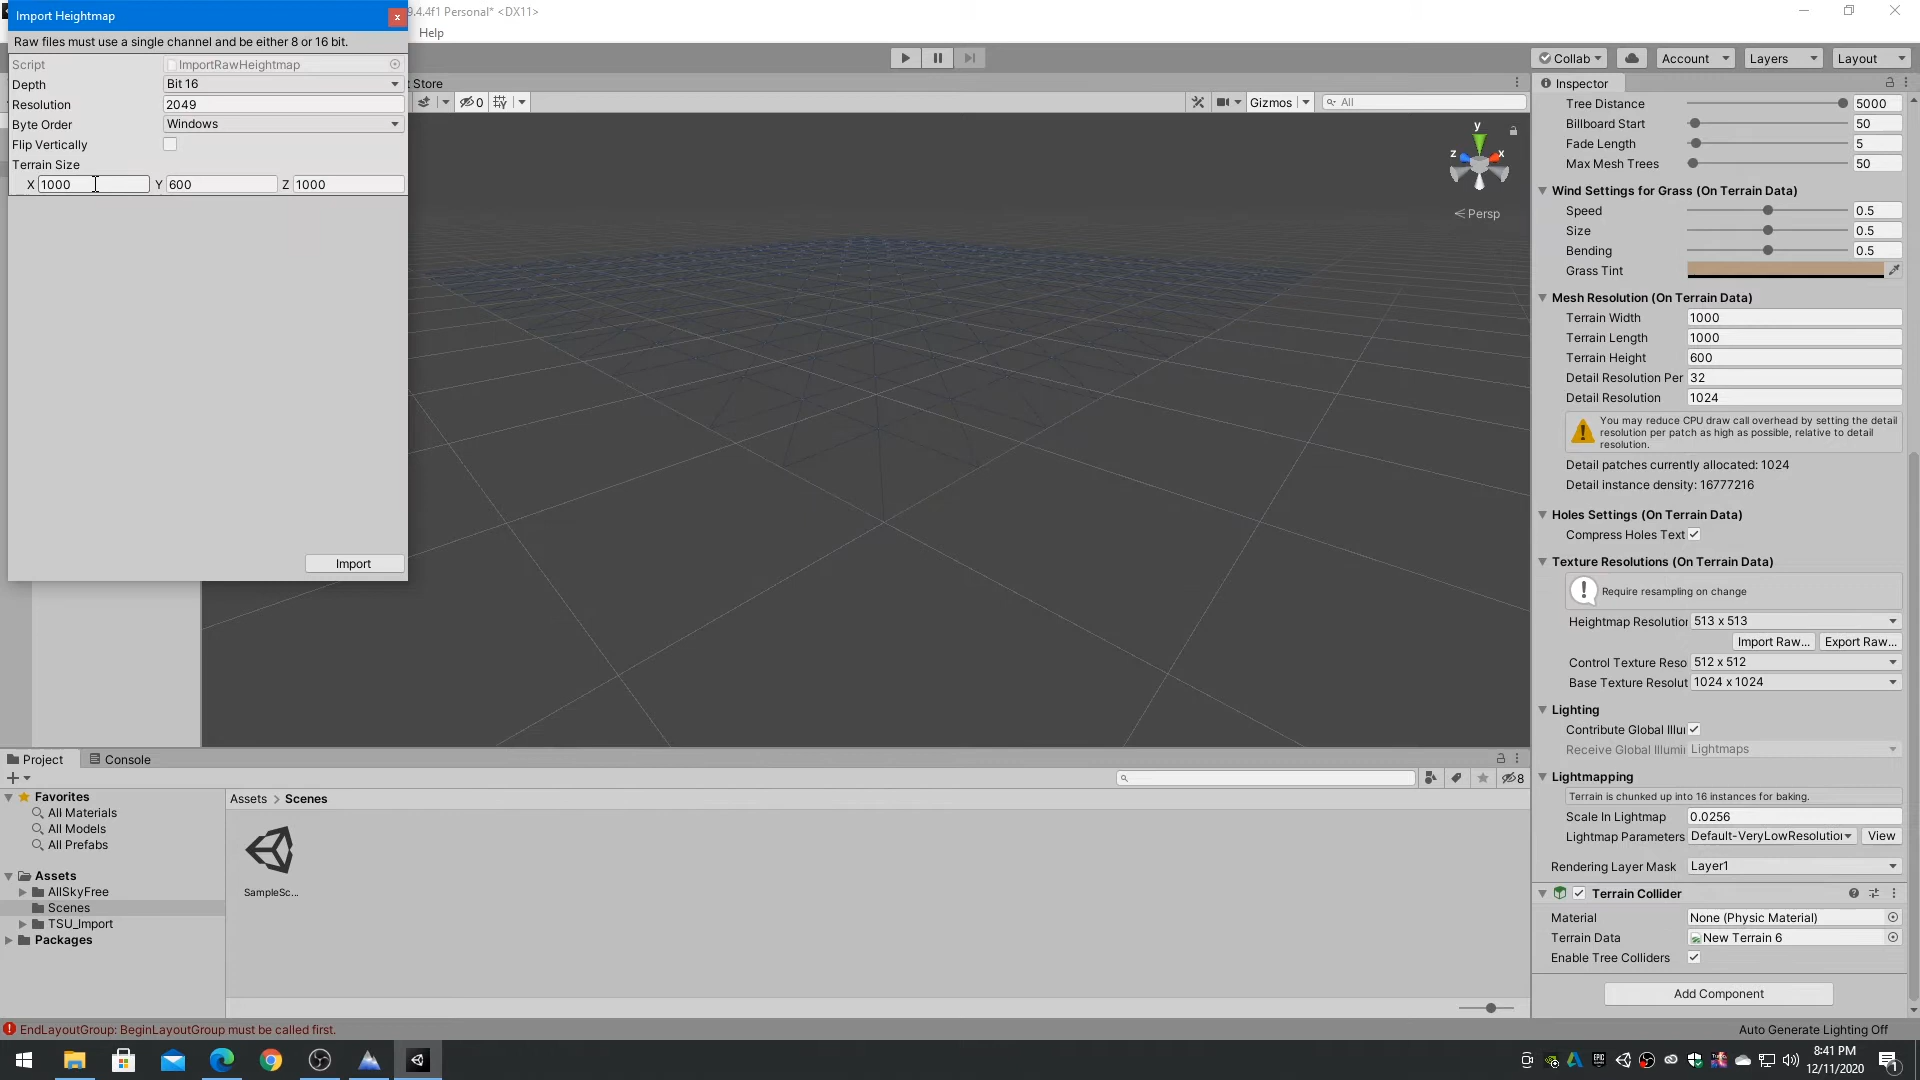 Import Heightmap
x
9.4.4f1 Personal* <DX11>
Help
Raw files must use a single channel and be either 8 or 16 bit.
Script ImportRawHeightmap
Depth Bit 16
Resolution 2049
Byte Order Windows
Flip Vertically
Terrain Size
X 1000 Y 600 Z 1000
Import
Collab Account Layers Layout
t Store
0 Gizmos All
y
z x
Persp
Inspector
Tree Distance 5000
Billboard Start 50
Fade Length 5
Max Mesh Trees 50
Wind Settings for Grass (On Terrain Data)
Speed 0.5
Size 0.5
Bending 0.5
Grass Tint
Mesh Resolution (On Terrain Data)
Terrain Width 1000
Terrain Length 1000
Terrain Height 600
Detail Resolution Per 32
Detail Resolution 1024
You may reduce CPU draw call overhead by setting the detail
resolution per patch as high as possible, relative to detail
resolution.
Detail patches currently allocated: 1024
Detail instance density: 16777216
Holes Settings (On Terrain Data)
Compress Holes Text
Texture Resolutions (On Terrain Data)
Require resampling on change
Heightmap Resolution 513 x 513
Import Raw... Export Raw...
Control Texture Reso 512 x 512
Base Texture Resolut 1024 x 1024
Lighting
Contribute Global Illu
Receive Global Illumi Lightmaps
Lightmapping
Terrain is chunked up into 16 instances for baking.
Scale In Lightmap 0.0256
Lightmap Parameters Default-VeryLowResolution View
Rendering Layer Mask Layer1
Terrain Collider
Material None (Physic Material)
Terrain Data New Terrain 6
Enable Tree Colliders
Add Component
Project Console
8
Favorites
All Materials
All Models
All Prefabs
Assets
AllSkyFree
Scenes
TSU_Import
Packages
Assets > Scenes
SampleSc...
EndLayoutGroup: BeginLayoutGroup must be called first.
Auto Generate Lighting Off
8:41 PM
12/11/2020
1